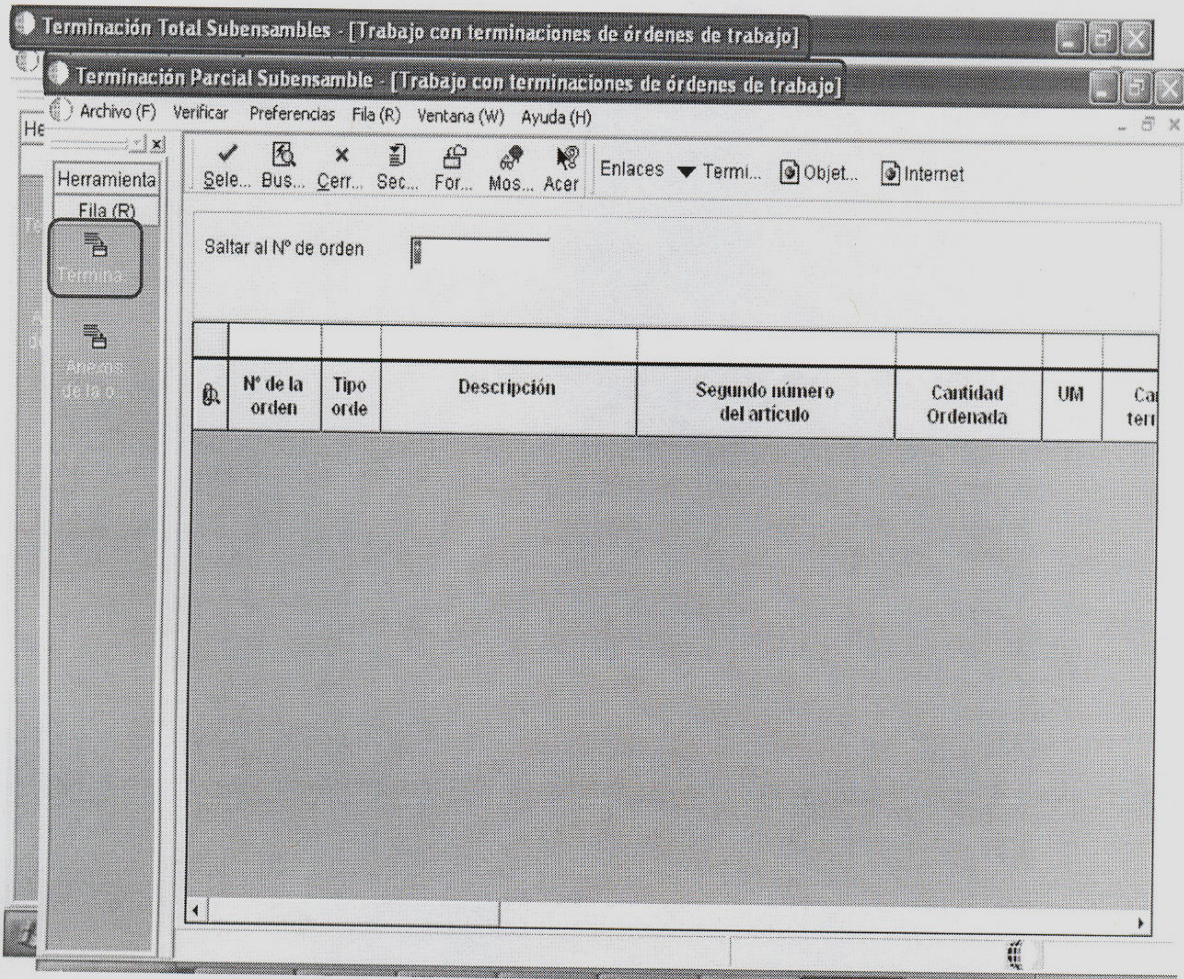 Terminación Total Subensambles - [Trabajo con terminaciones de órdenes de trabajo]
Terminación Parcial Subensamble - [Trabajo con terminaciones de órdenes de trabajo]
Archivo (F) Verificar Preferencias Fila (R) Ventana (W) Ayuda (H)
He
Herramienta
Fila (R)
Termina...
Anexos
de la o...
Sele... Bus... Cerr... Sec... For... Mos... Acer
Enlaces Termi... Objet... Internet
Saltar al Nº de orden
Nº de la orden
Tipo orde
Descripción
Segundo número del artículo
Cantidad Ordenada
UM